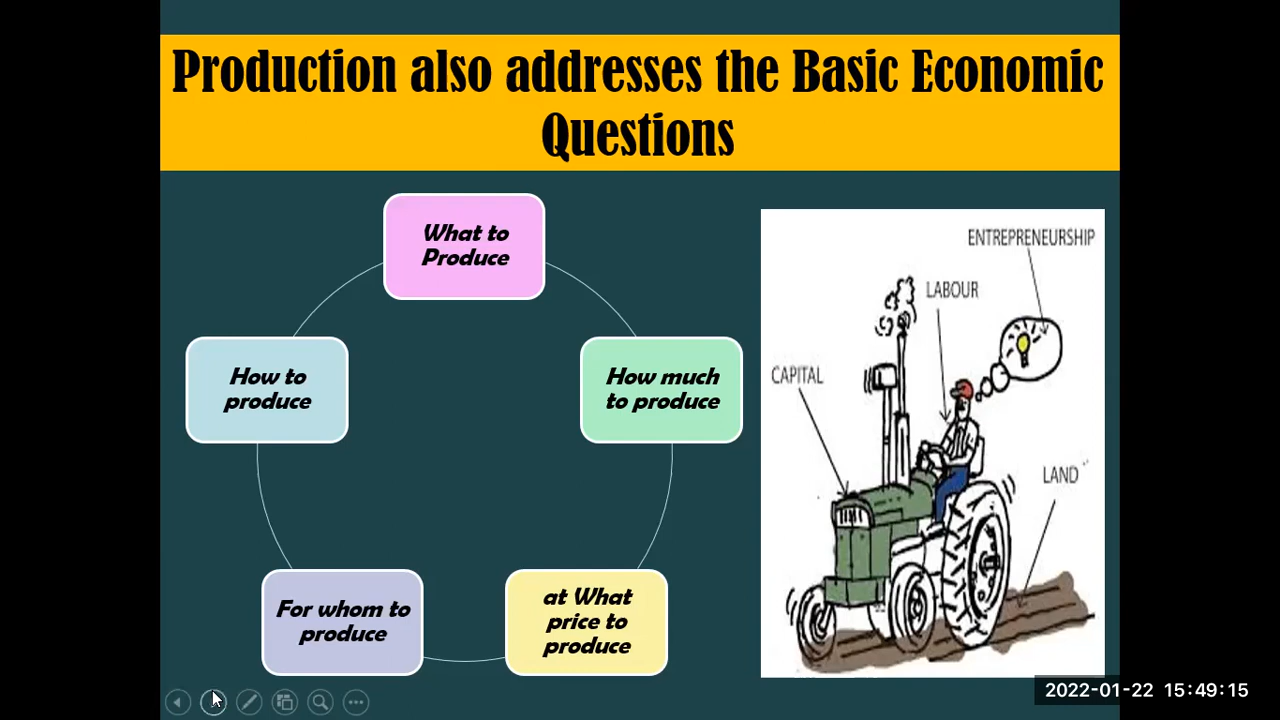 Production also addresses the Basic Economic
Questions
What to
Produce
How much
to produce
at What
price to
produce
For whom to
produce
How to
produce
ENTREPRENEURSHIP
LABOUR
CAPITAL
LAND
2022-01-22 15:49:15